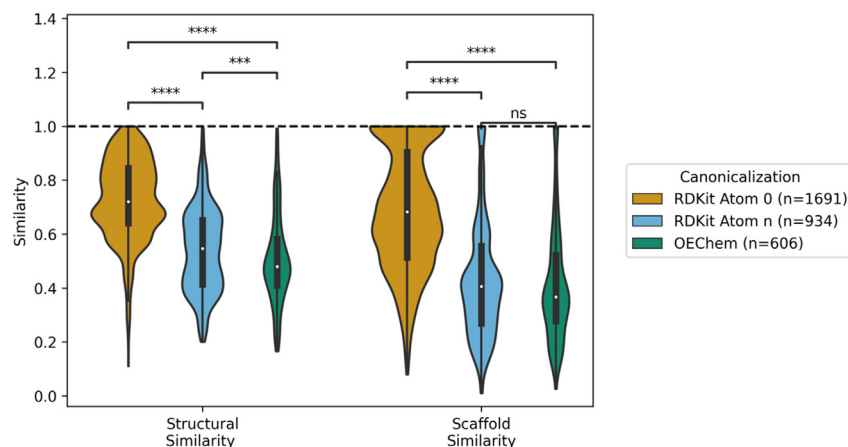 1.4
1.2
1.0
0.8
0.6
0.4
0.2
0.0
Similarity
****
***
****
****
****
ns
Structural
Similarity
Scaffold
Similarity
Canonicalization
RDKit Atom 0 (n=1691)
RDKit Atom n (n=934)
OEChem (n=606)